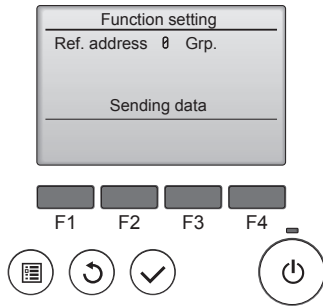 Function setting
Ref. address 0 Grp.
Sending data
F1 F2 F3 F4